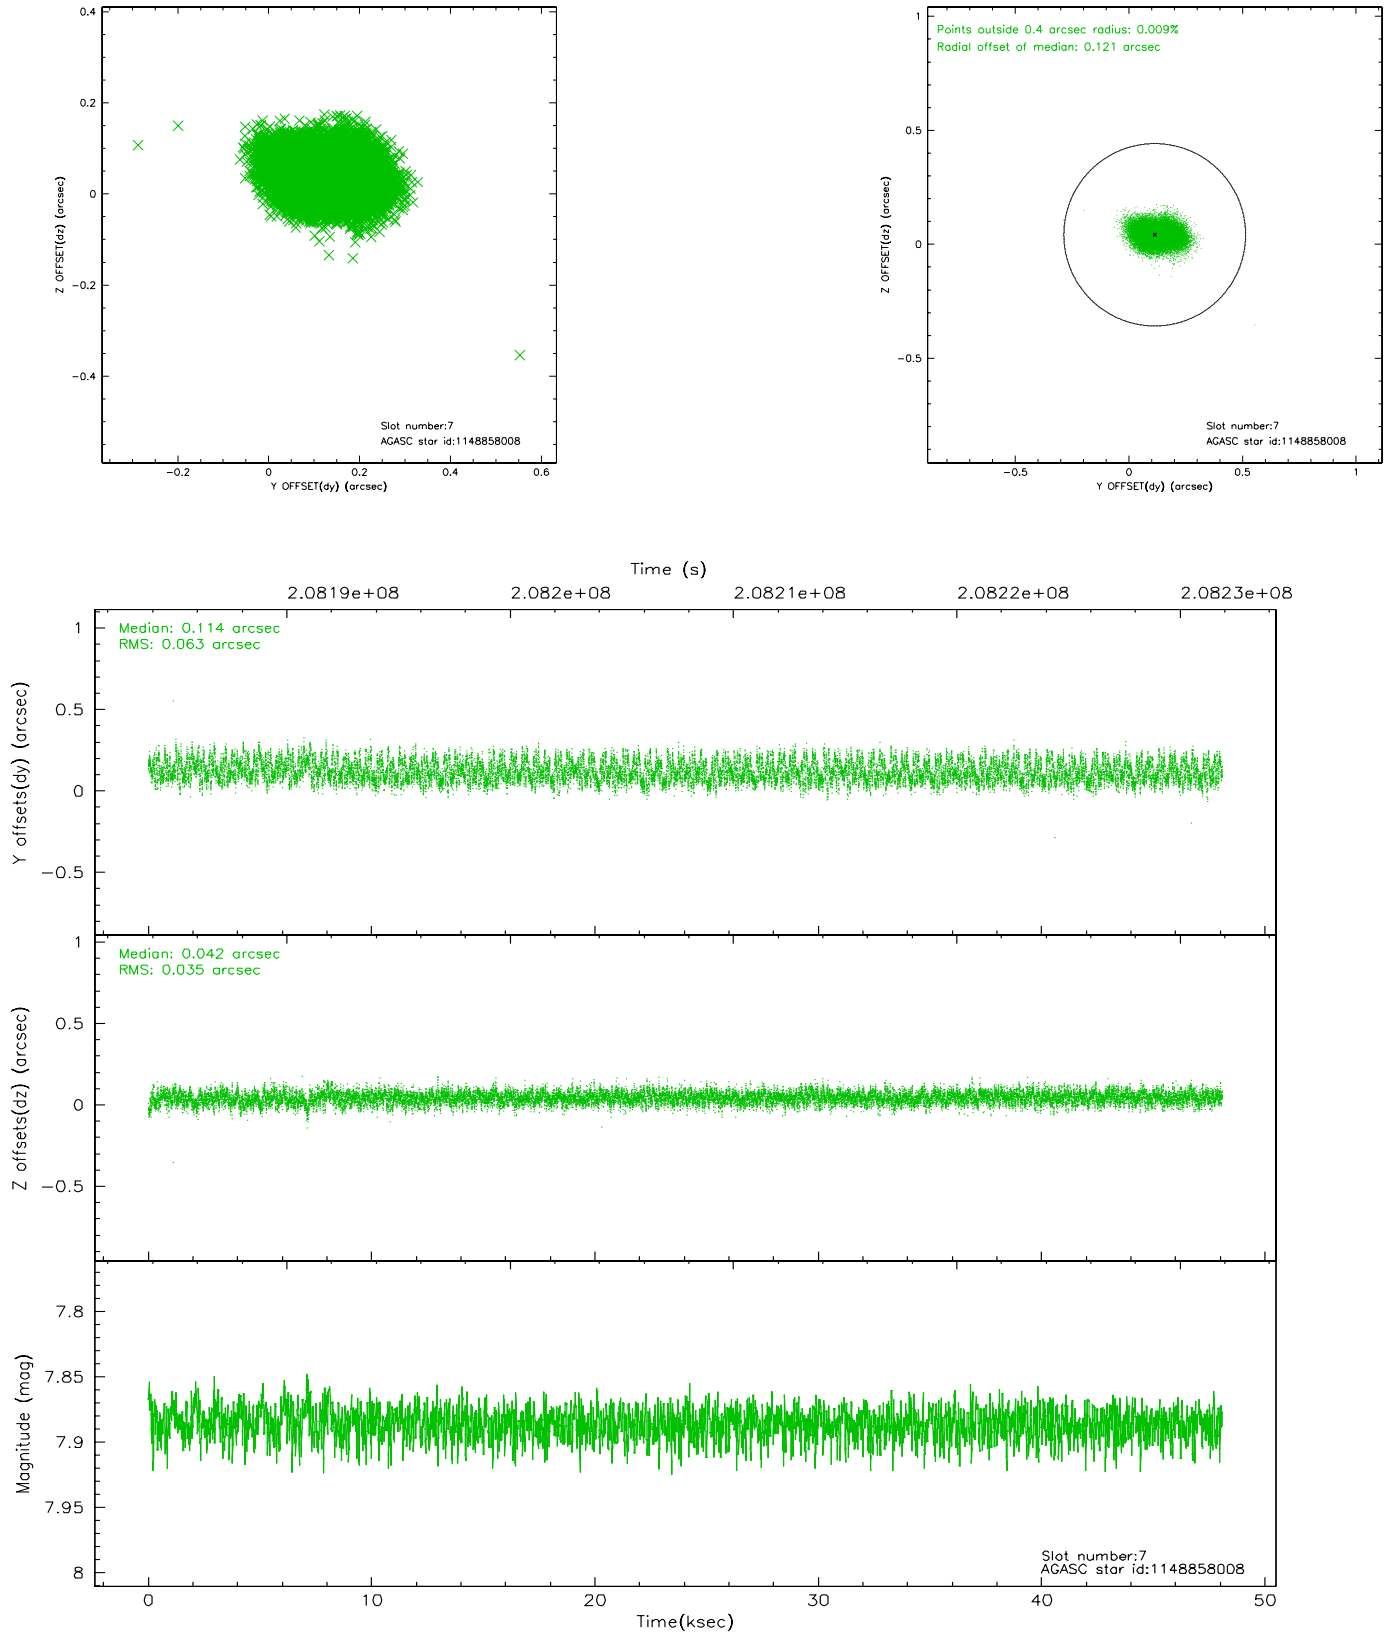 0.4
0.2
0
−0.2
−0.4
Z OFFSET(dz) (arcsec)
Slot number:7
AGASC star id:1148858008
−0.2 0 0.2 0.4 0.6
Y OFFSET(dy) (arcsec)
Points outside 0.4 arcsec radius: 0.009%
Radial offset of median: 0.121 arcsec
1
0.5
0
−0.5
Z OFFSET(dz) (arcsec)
Slot number:7
AGASC star id:1148858008
−0.5 0 0.5 1
Y OFFSET(dy) (arcsec)
Time (s)
2.0819e+08 2.082e+08 2.0821e+08 2.0822e+08 2.0823e+08
Median: 0.114 arcsec
RMS: 0.063 arcsec
1
0.5
0
−0.5
Y offsets(dy) (arcsec)
Median: 0.042 arcsec
RMS: 0.035 arcsec
1
0.5
0
−0.5
Z offsets(dz) (arcsec)
7.8
7.85
7.9
7.95
8
Magnitude (mag)
Slot number:7
AGASC star id:1148858008
0 10 20 30 40 50
Time(ksec)